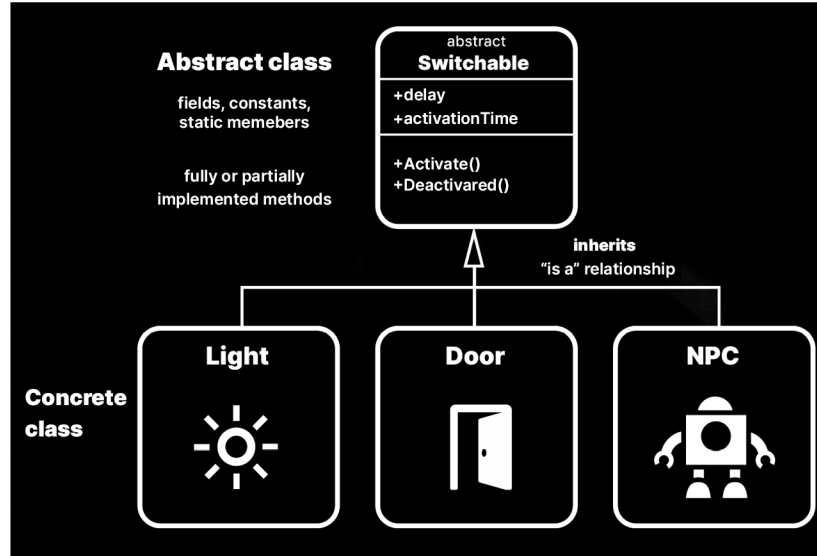 abstract
Switchable
Abstract class
fields, constants,
static memebers
+delay
+activationTime
fully or partially
implemented methods
+Activate()
+Deactivared()
inherits
“is a” relationship
Light
Door
NPC
Concrete
class